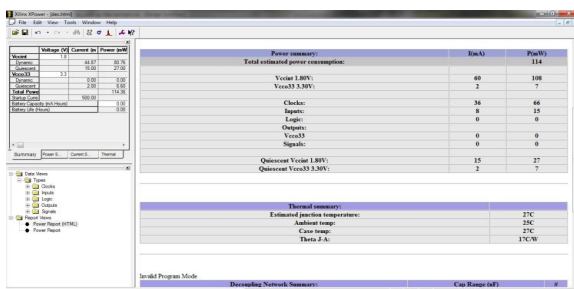 Xilinx XPower - [dec.html]
File Edit View Tools Window Help
Voltage (V) Current (m Power (mW
Vccint 1.8
Dynamic 44.87 80.76
Quiescent 15.00 27.00
Vcco33 3.3
Dynamic 0.00 0.00
Quiescent 2.00 6.60
Total Powe 114.36
Startup Curre 500.00
Battery Capacity (mA Hours) 0.00
Battery Life (Hours) 0.00
Summary Power S... Current S... Thermal
Data Views
Types
Clocks
Inputs
Logic
Outputs
Signals
Report Views
Power Report (HTML)
Power Report
Power summary: I(mA) P(mW)
Total estimated power consumption: 114
Vccint 1.80V: 60 108
Vcco33 3.30V: 2 7
Clocks: 36 66
Inputs: 8 15
Logic: 0 0
Outputs:
Vcco33 0 0
Signals: 0 0
Quiescent Vccint 1.80V: 15 27
Quiescent Vcco33 3.30V: 2 7
Thermal summary:
Estimated junction temperature: 27C
Ambient temp: 25C
Case temp: 27C
Theta J-A: 17C/W
Invalid Program Mode
Decoupling Network Summary: Cap Range (uF) #